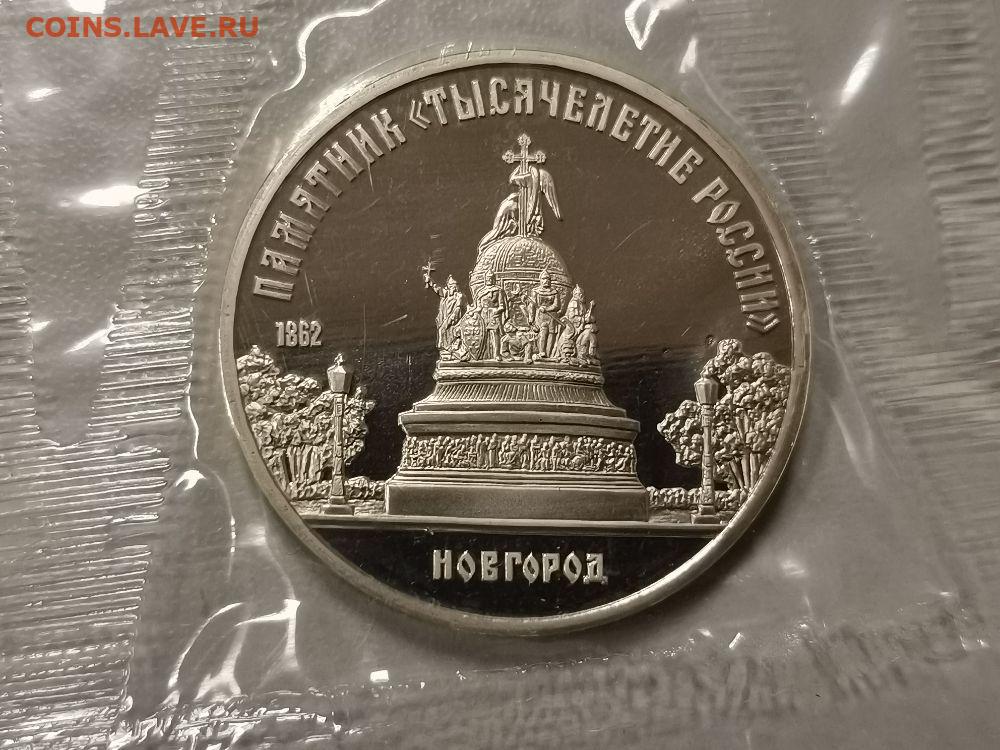 COINS.LAVE.RU
ПАМЯТНИК «ТЫСЯЧЕЛЕТИЕ РОССИИ»
1862
НОВГОРОД